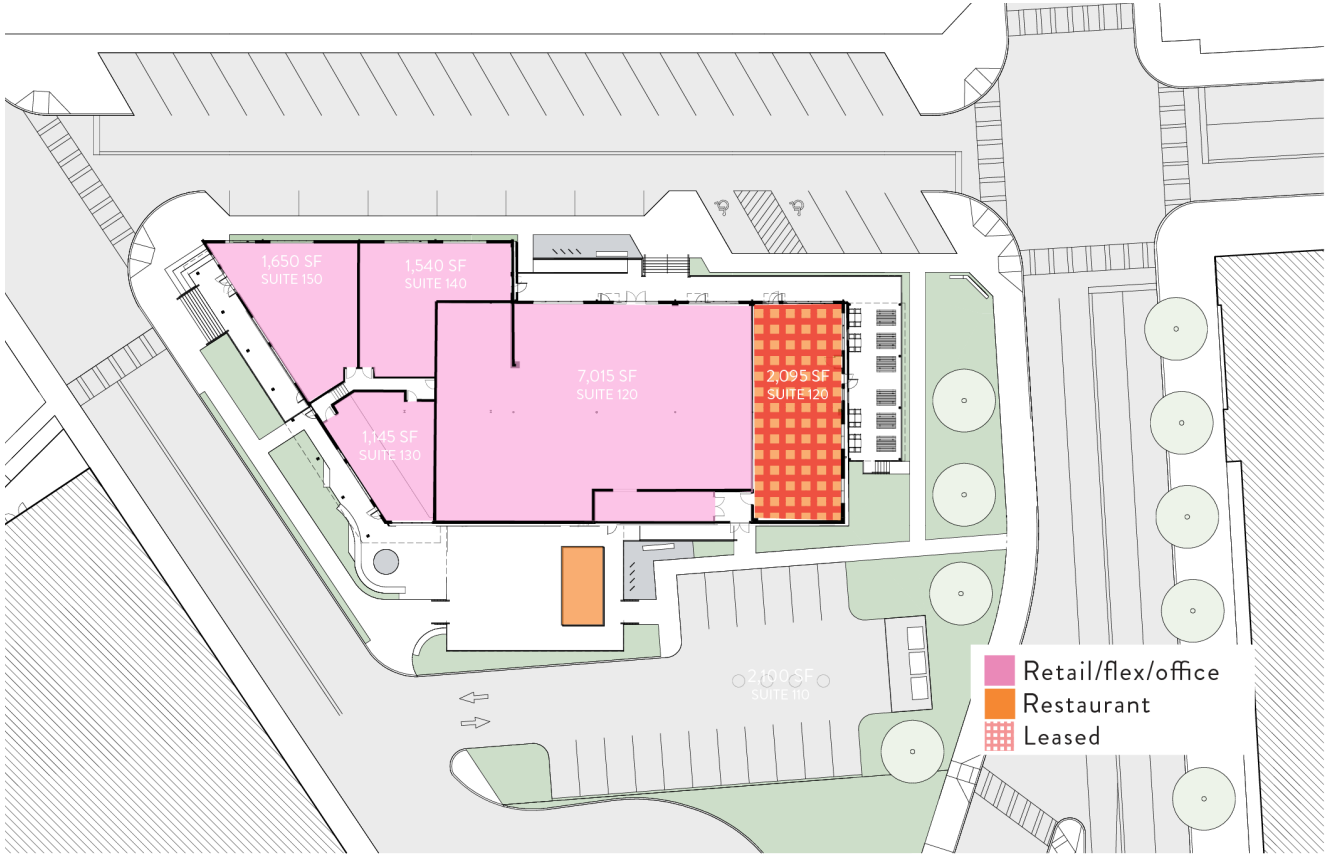 1,650 SF
SUITE 150
1,540 SF
SUITE 140
7,015 SF
SUITE 120
2,095 SF
SUITE 120
1,145 SF
SUITE 130
2,100 SF
SUITE 110
Retail/flex/office
Restaurant
Leased